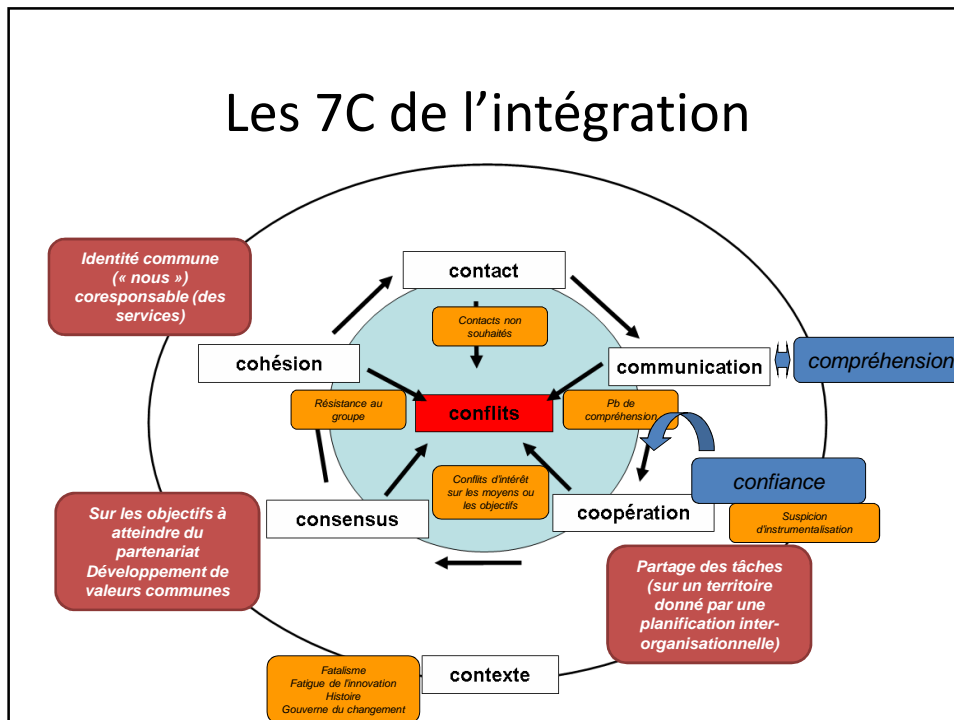 Les 7C de l’intégration
Identité commune
(« nous »)
coresponsable (des
services)
contact
Contacts non
souhaités
cohésion
communication
compréhension
Résistance au
groupe
conflits
Pb de
compréhension
Conflits d'intérêt
sur les moyens ou
les objectifs
confiance
consensus
coopération
Suspicion
d'instrumentalisation
Sur les objectifs à
atteindre du
partenariat
Développement de
valeurs communes
Partage des tâches
(sur un territoire
donné par une
planification inter-
organisationnelle)
Fatalisme
Fatigue de l'innovation
Histoire
Gouverne du changement
contexte